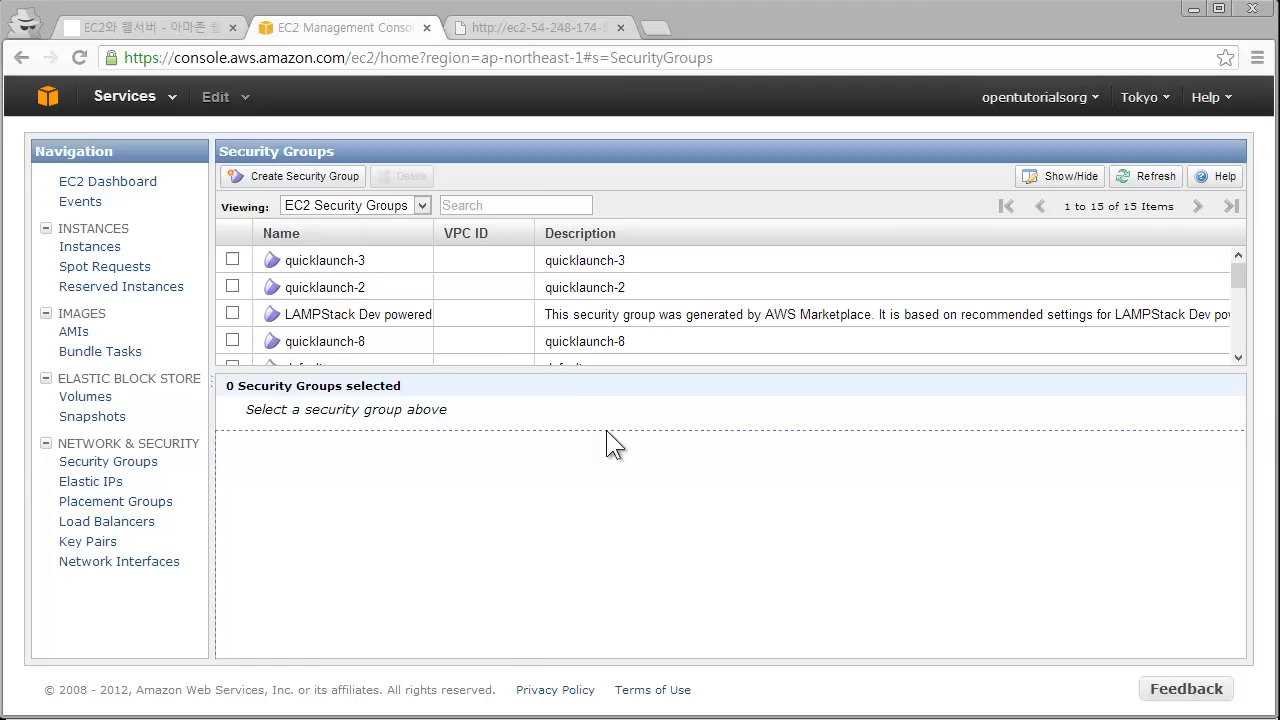 EC2와 웹서버 - 아마존 웹
EC2 Management Conso
http://ec2-54-248-174-5
https://console.aws.amazon.com/ec2/home?region=ap-northeast-1#s=SecurityGroups
Services
Edit
opentutorialsorg
Tokyo
Help
Navigation
EC2 Dashboard
Events
INSTANCES
Instances
Spot Requests
Reserved Instances
IMAGES
AMIs
Bundle Tasks
ELASTIC BLOCK STORE
Volumes
Snapshots
NETWORK & SECURITY
Security Groups
Elastic IPs
Placement Groups
Load Balancers
Key Pairs
Network Interfaces
Security Groups
Create Security Group
Delete
Show/Hide
Refresh
Help
Viewing:
EC2 Security Groups
Search
1 to 15 of 15 Items
Name VPC ID Description
quicklaunch-3 quicklaunch-3
quicklaunch-2 quicklaunch-2
LAMPStack Dev powered This security group was generated by AWS Marketplace. It is based on recommended settings for LAMPStack Dev pow
quicklaunch-8 quicklaunch-8
0 Security Groups selected
Select a security group above
© 2008 - 2012, Amazon Web Services, Inc. or its affiliates. All rights reserved. Privacy Policy Terms of Use
Feedback